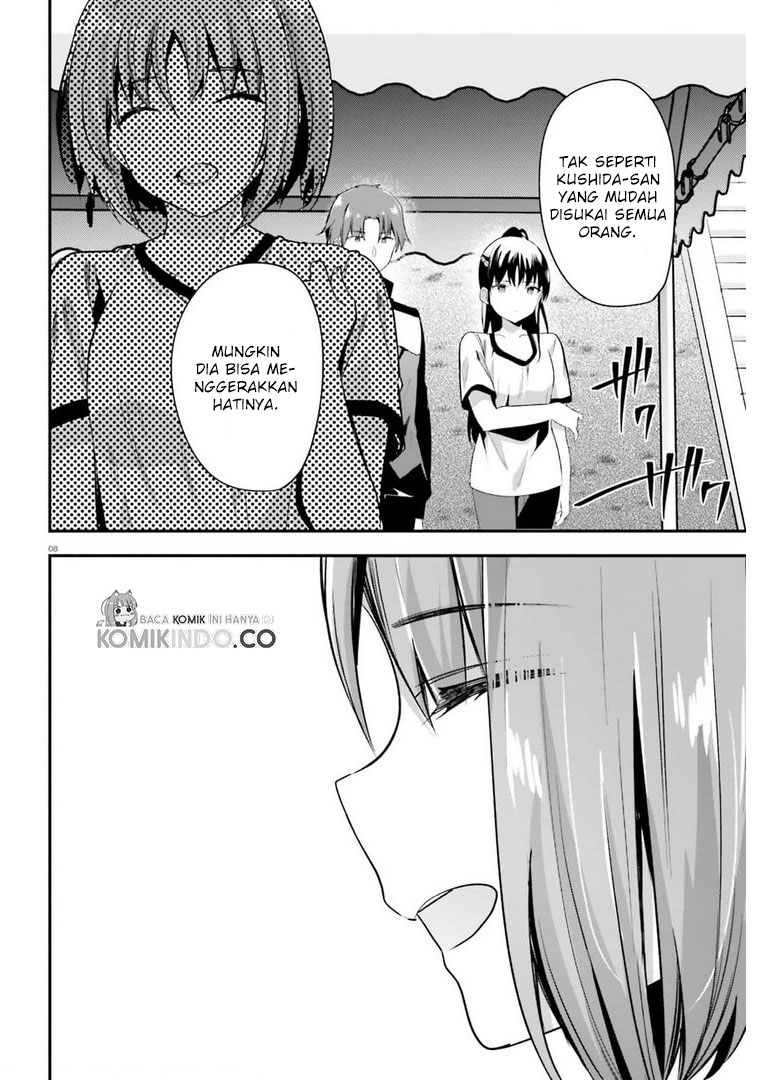 TAK SEPERTI
KUSHIDA-SAN
YANG MUDAH
DISUKAI SEMUA
ORANG.
MUNGKIN
DIA BISA ME-
NGGERAKKAN
HATINYA.
ザワ
ザワ
08
BACA KOMIK INI HANYA DI
KOMIKINDO.CO